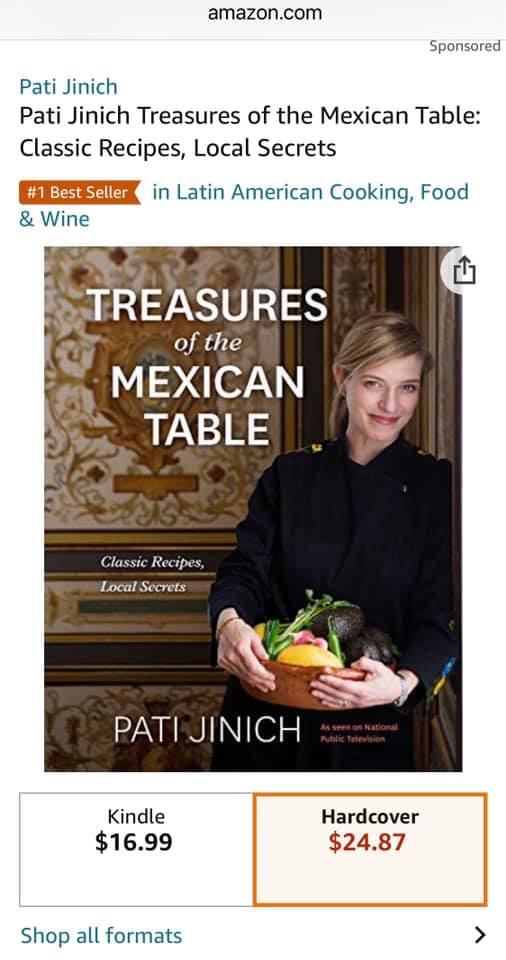 amazon.com
Sponsored
Pati Jinich
Pati Jinich Treasures of the Mexican Table:
Classic Recipes, Local Secrets
#1 Best Seller in Latin American Cooking, Food
& Wine
TREASURES
of the
MEXICAN
TABLE
Classic Recipes,
Local Secrets
PATI JINICH
As seen on National
Public Television
Kindle
$16.99
Hardcover
$24.87
Shop all formats